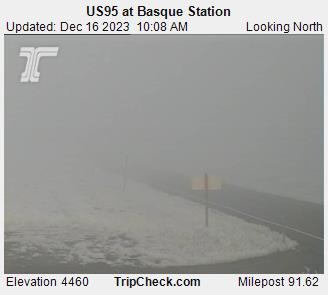 US95 at Basque Station
Updated: Dec 16 2023 10:08 AM Looking North
Elevation 4460 TripCheck.com Milepost 91.62